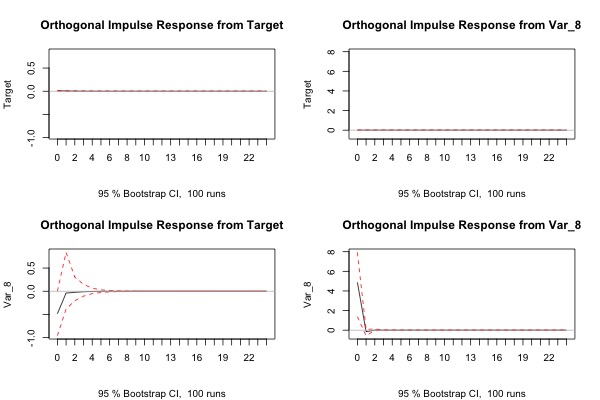 Orthogonal Impulse Response from Target
Orthogonal Impulse Response from Var_8
Target
-1.0 0.0 0.5
0 2 4 6 8 10 13 16 19 22
95 % Bootstrap CI, 100 runs
Target
0 2 4 6 8
0 2 4 6 8 10 13 16 19 22
95 % Bootstrap CI, 100 runs
Orthogonal Impulse Response from Target
Orthogonal Impulse Response from Var_8
Var_8
-1.0 0.0 0.5
0 2 4 6 8 10 13 16 19 22
95 % Bootstrap CI, 100 runs
Var_8
0 2 4 6 8
0 2 4 6 8 10 13 16 19 22
95 % Bootstrap CI, 100 runs